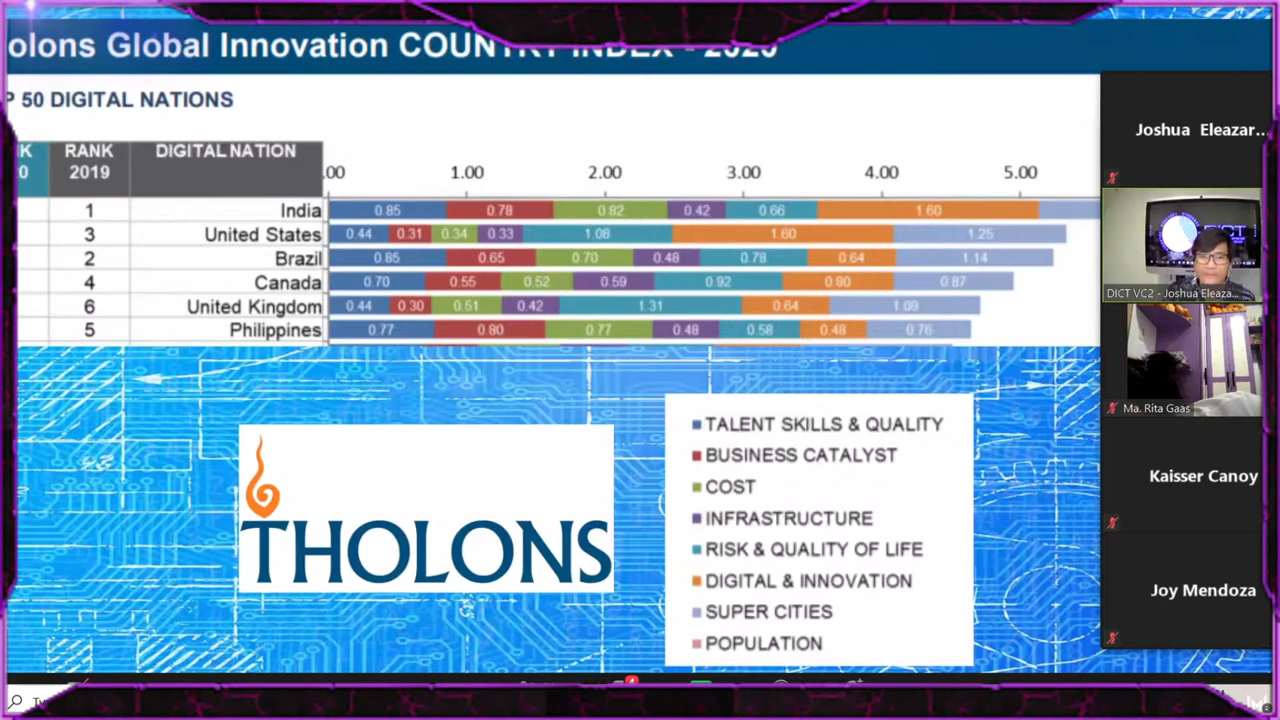 olons Global Innovation COUNTRY INDEX - 2020
P 50 DIGITAL NATIONS
NK RANK DIGITAL NATION
0 2019 .00 1.00 2.00 3.00 4.00 5.00
1 India 0.85 0.78 0.82 0.42 0.66 1.60
3 United States 0.44 0.31 0.34 0.33 1.08 1.60 1.25
2 Brazil 0.85 0.65 0.70 0.48 0.78 0.64 1.14
4 Canada 0.70 0.55 0.52 0.59 0.92 0.80 0.87
6 United Kingdom 0.44 0.30 0.51 0.42 1.31 0.64 1.09
5 Philippines 0.77 0.80 0.77 0.48 0.58 0.48 0.76
THOLONS
TALENT SKILLS & QUALITY
BUSINESS CATALYST
COST
INFRASTRUCTURE
RISK & QUALITY OF LIFE
DIGITAL & INNOVATION
SUPER CITIES
POPULATION
Joshua Eleazar...
DICT
DICT VC2 - Joshua Eleaza...
Ma. Rita Gaas
Kaisser Canoy
Joy Mendoza